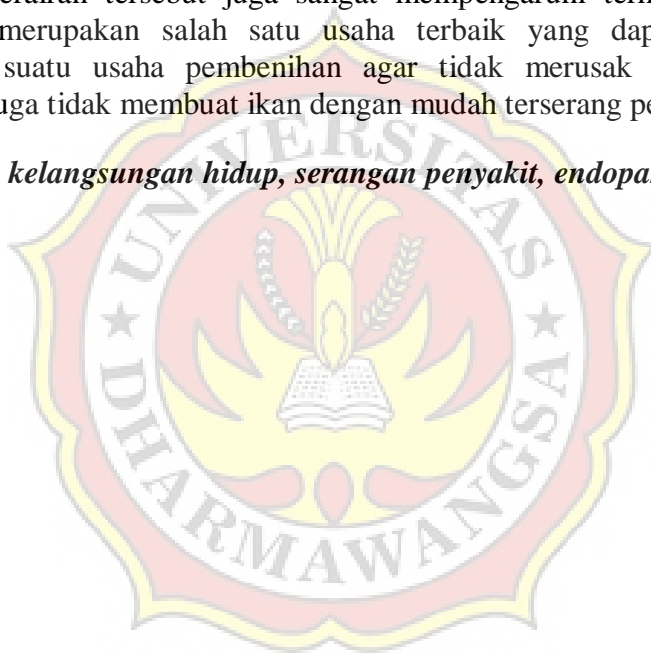 tersebut juga sangat mempengaruhi
merupakan salah satu usaha terbaik yang
suatu usaha pembenihan agar tidak merusak
tidak membuat ikan dengan mudah terserang
kelangsungan hidup, serangan penyakit,
UNIVERSITAS
DHARMAWANGSA